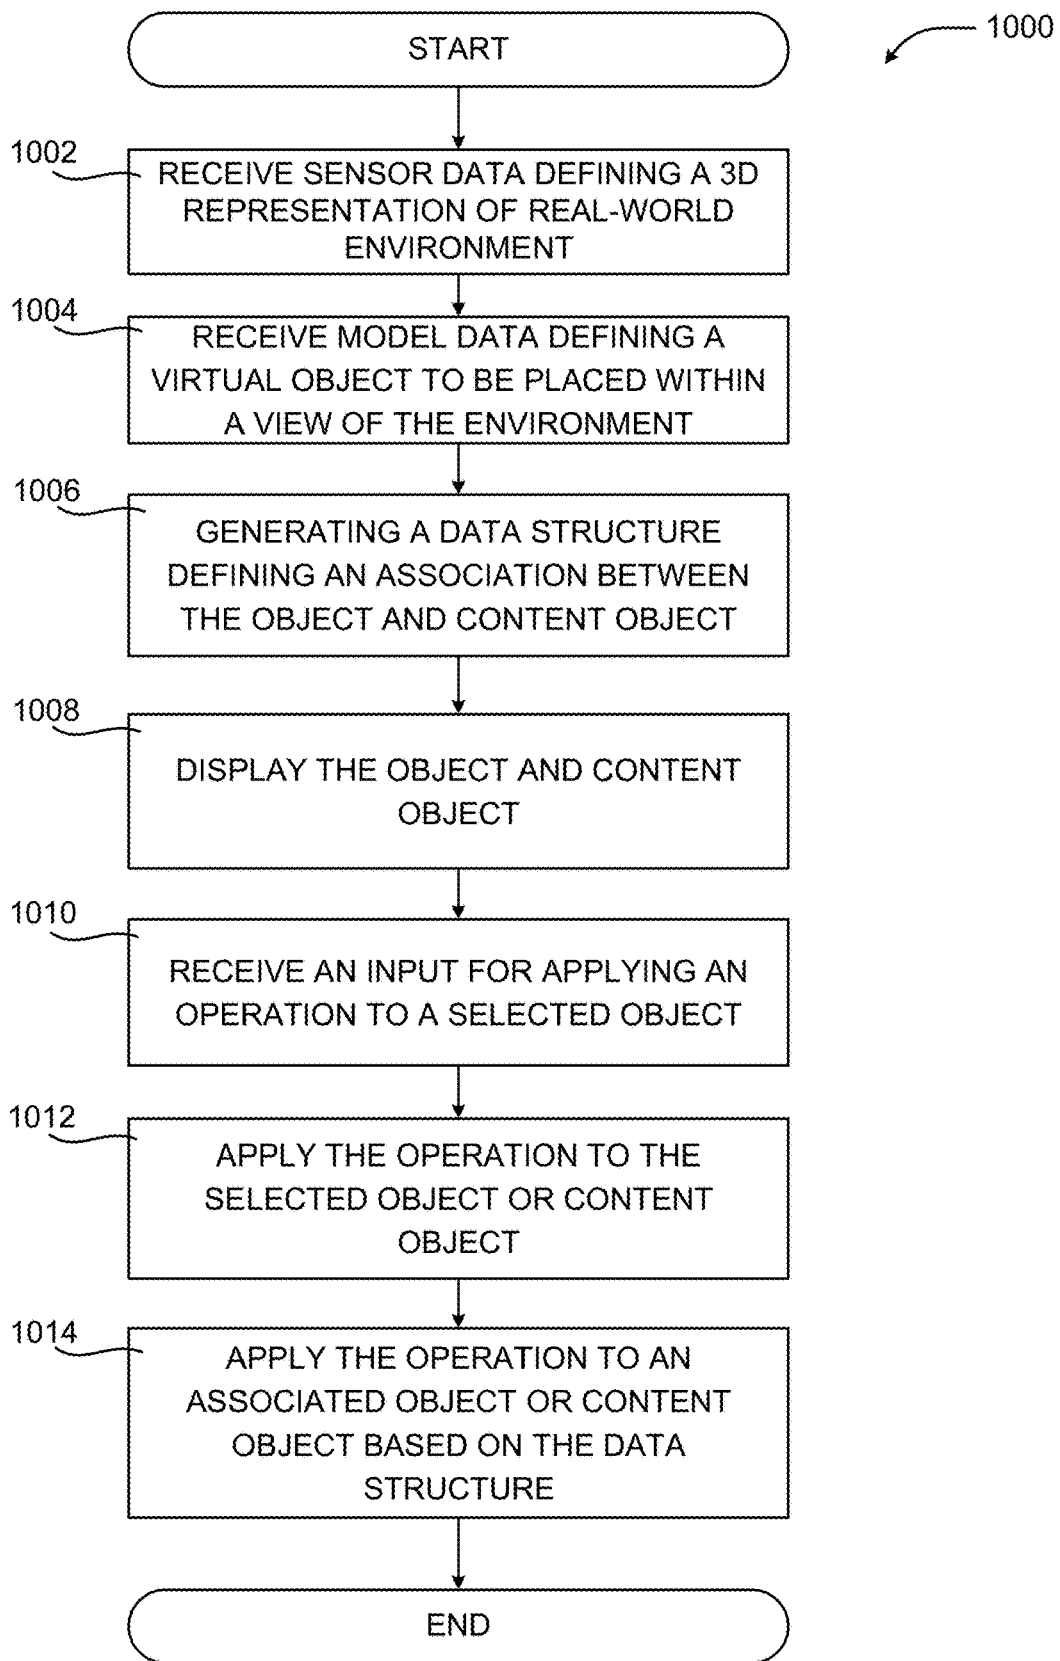 START
1000
1002
RECEIVE SENSOR DATA DEFINING A 3D
REPRESENTATION OF REAL-WORLD
ENVIRONMENT
1004
RECEIVE MODEL DATA DEFINING A
VIRTUAL OBJECT TO BE PLACED WITHIN
A VIEW OF THE ENVIRONMENT
1006
GENERATING A DATA STRUCTURE
DEFINING AN ASSOCIATION BETWEEN
THE OBJECT AND CONTENT OBJECT
1008
DISPLAY THE OBJECT AND CONTENT
OBJECT
1010
RECEIVE AN INPUT FOR APPLYING AN
OPERATION TO A SELECTED OBJECT
1012
APPLY THE OPERATION TO THE
SELECTED OBJECT OR CONTENT
OBJECT
1014
APPLY THE OPERATION TO AN
ASSOCIATED OBJECT OR CONTENT
OBJECT BASED ON THE DATA
STRUCTURE
END